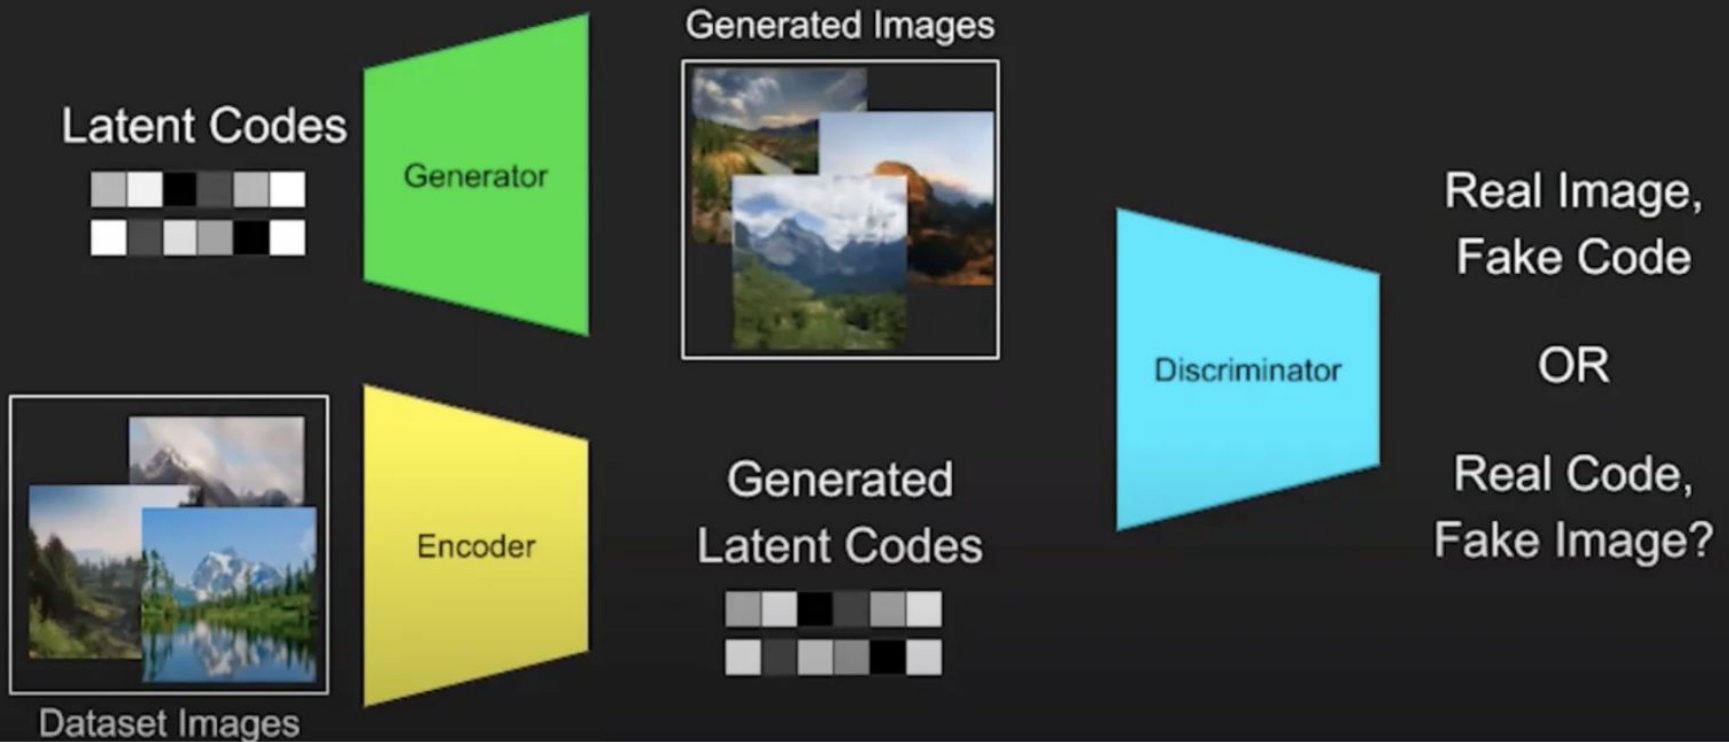 Generated Images
Latent Codes
Generator
Real Image,
Fake Code
OR
Real Code,
Fake Image?
Discriminator
Encoder
Generated
Latent Codes
Dataset Images